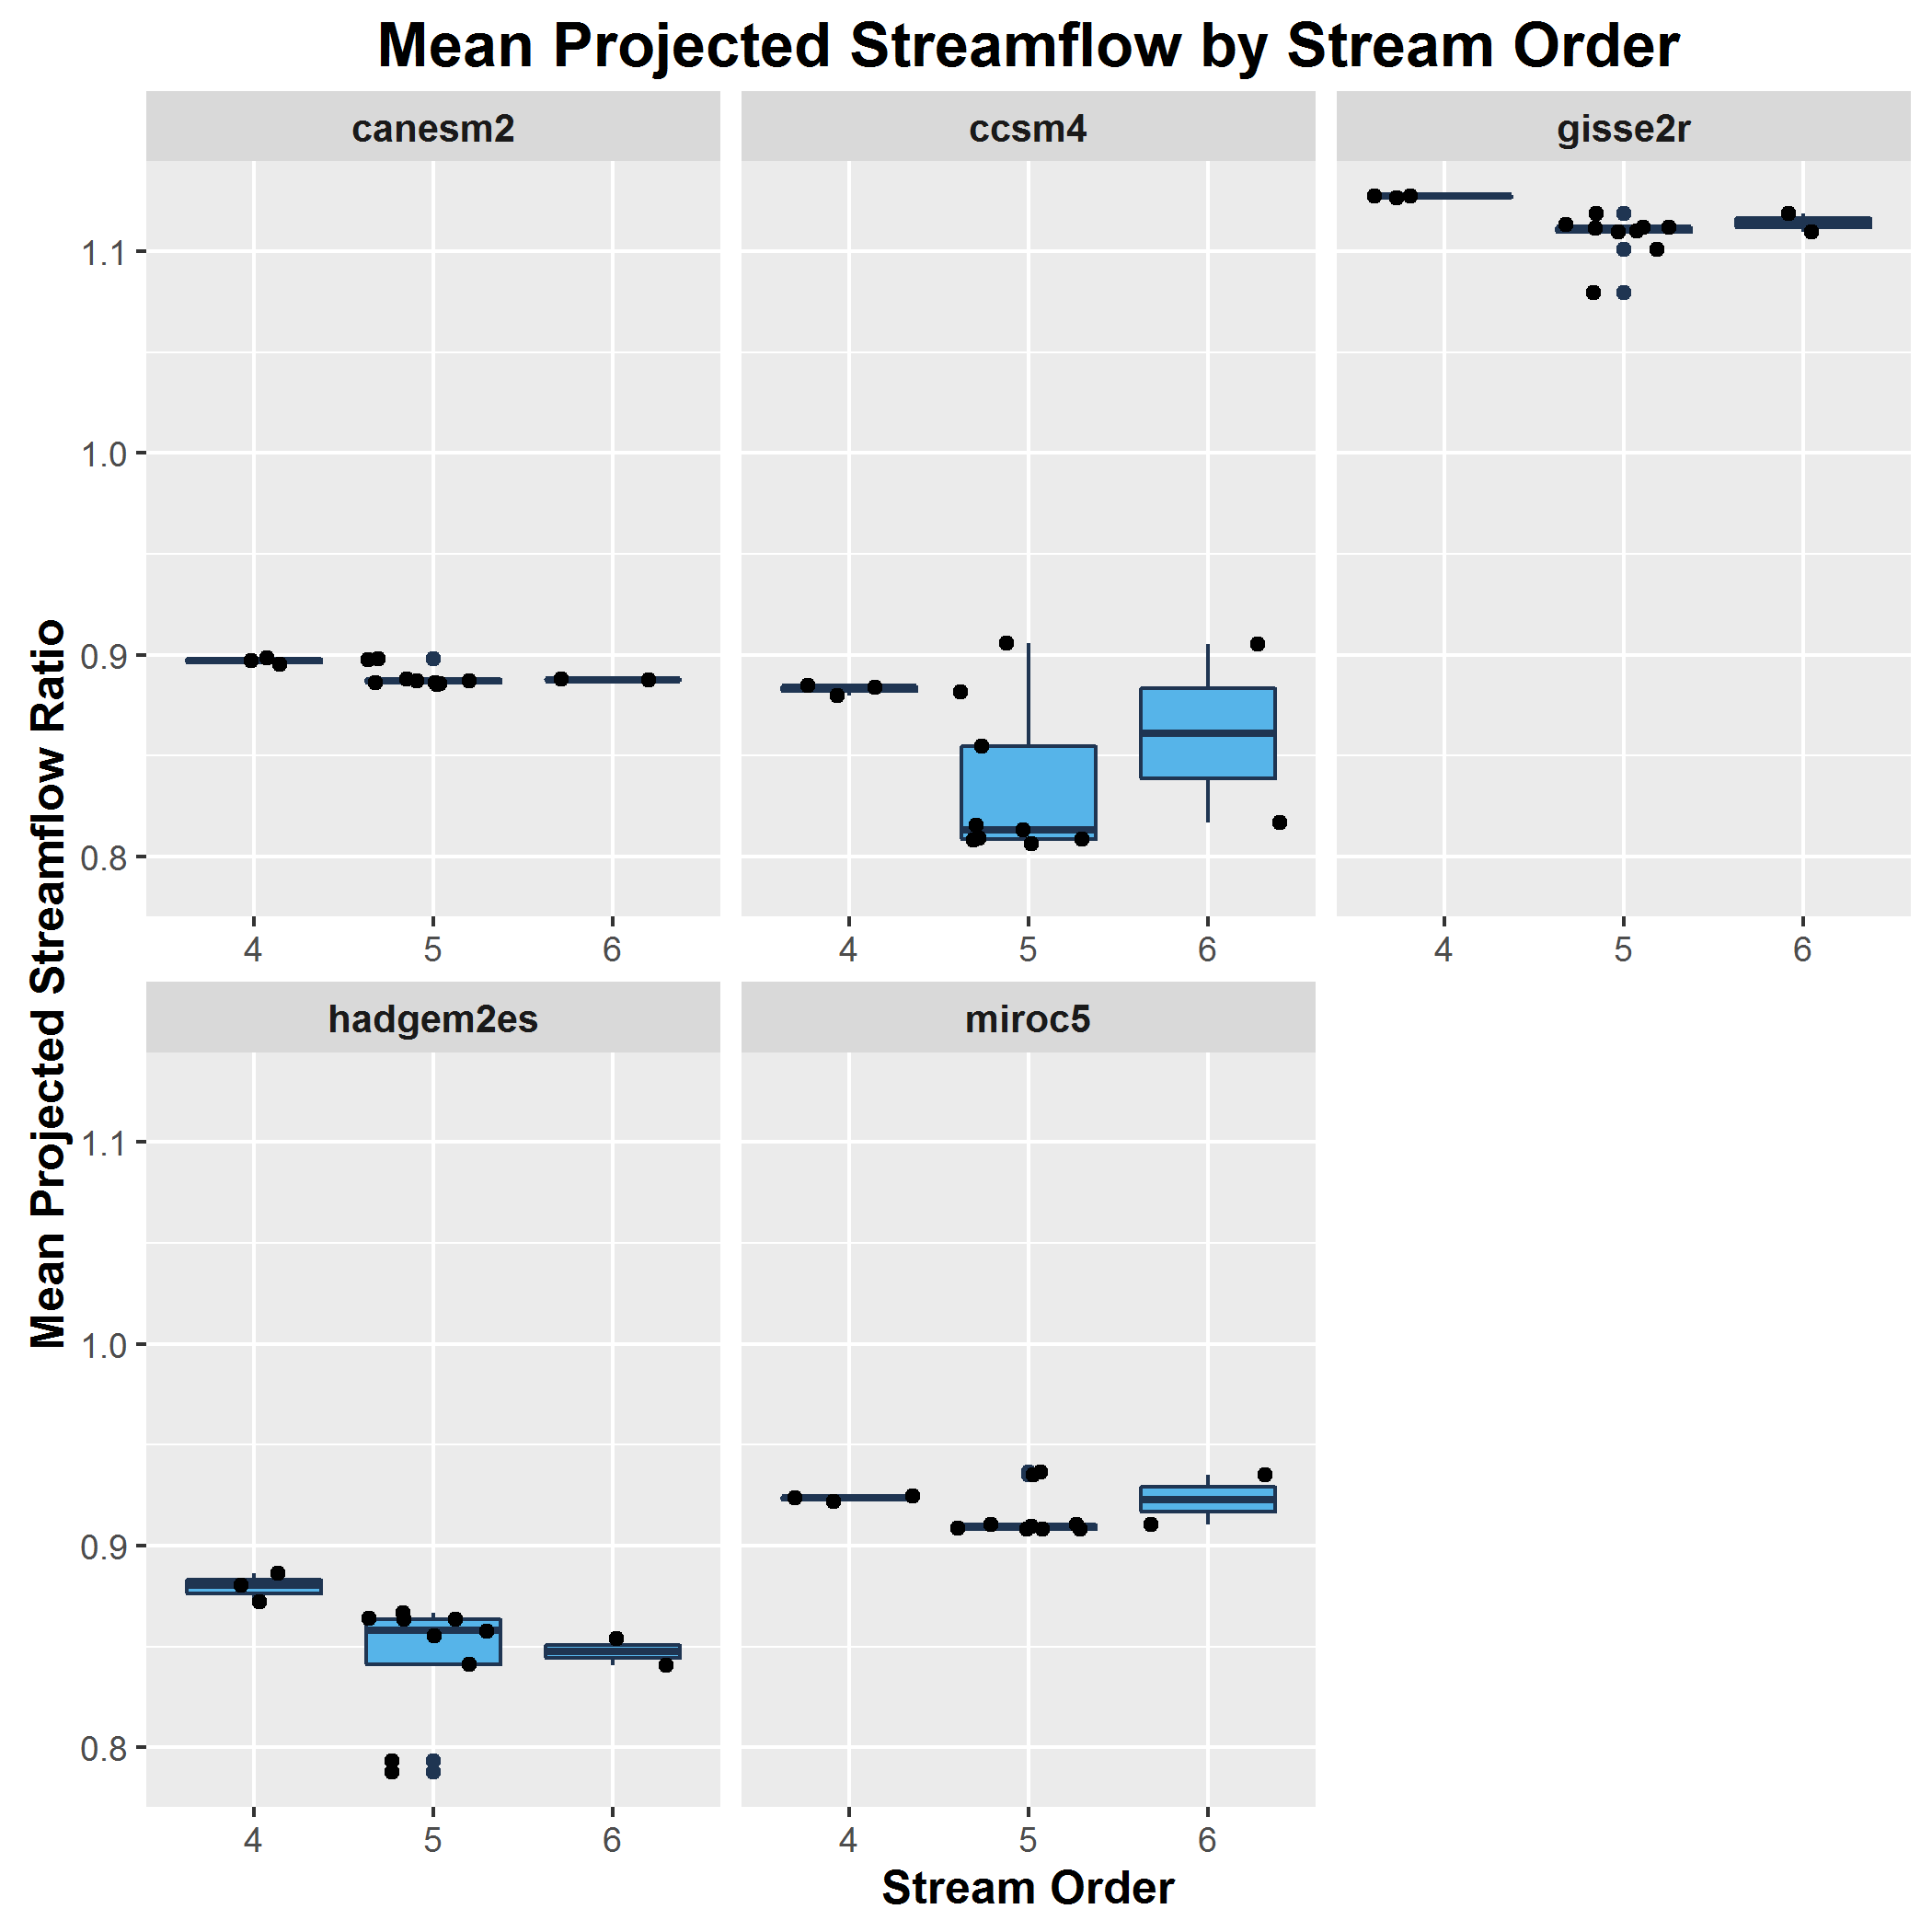 Mean Projected Streamflow by Stream Order
canesm2
ccsm4
gisse2r
1.1
1.0
0.9
0.8
4 5 6
4 5 6
4 5 6
Mean Projected Streamflow Ratio
hadgem2es
miroc5
1.1
1.0
0.9
0.8
4 5 6
4 5 6
Stream Order